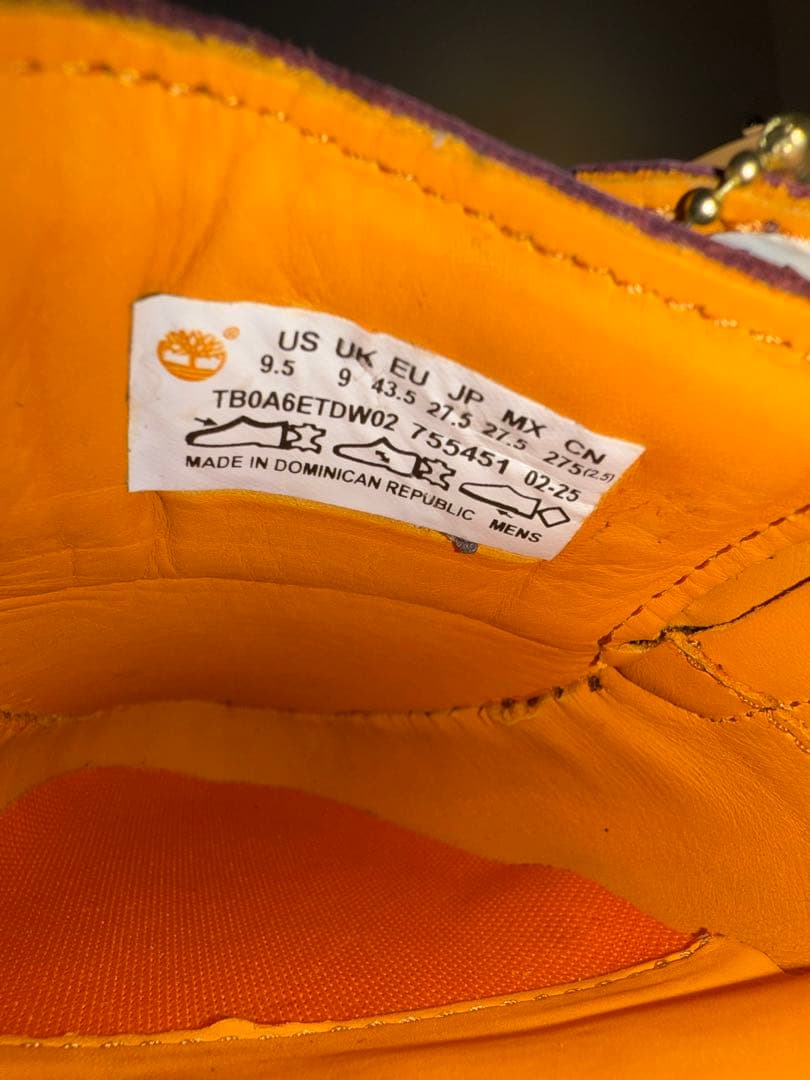 ®
US UK EU JP MX CN
9.5 9 43.5 27.5 27.5 275(2.5)
TB0A6ETDW02 755451 02-25
MADE IN DOMINICAN REPUBLIC MENS